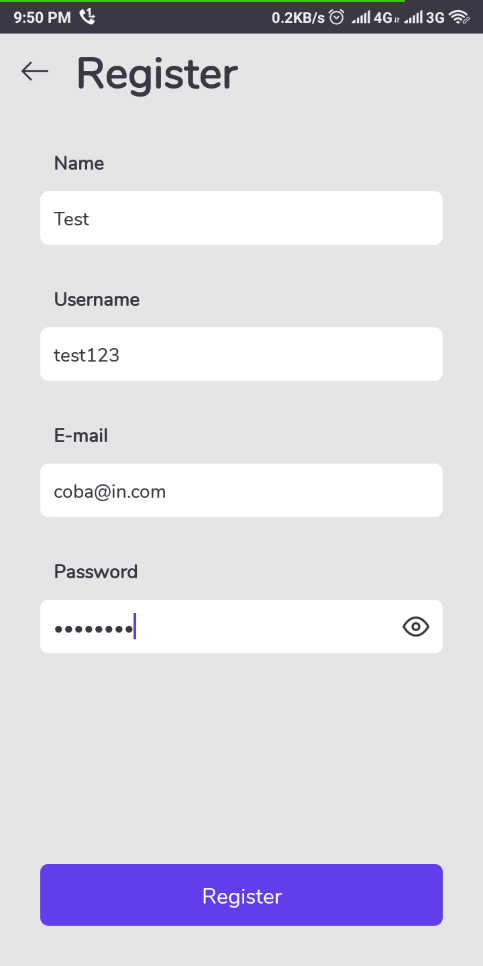 9:50 PM 0.2KB/s 4G 3G
Register
Name
Test
Username
test123
E-mail
coba@in.com
Password
••••••••
Register